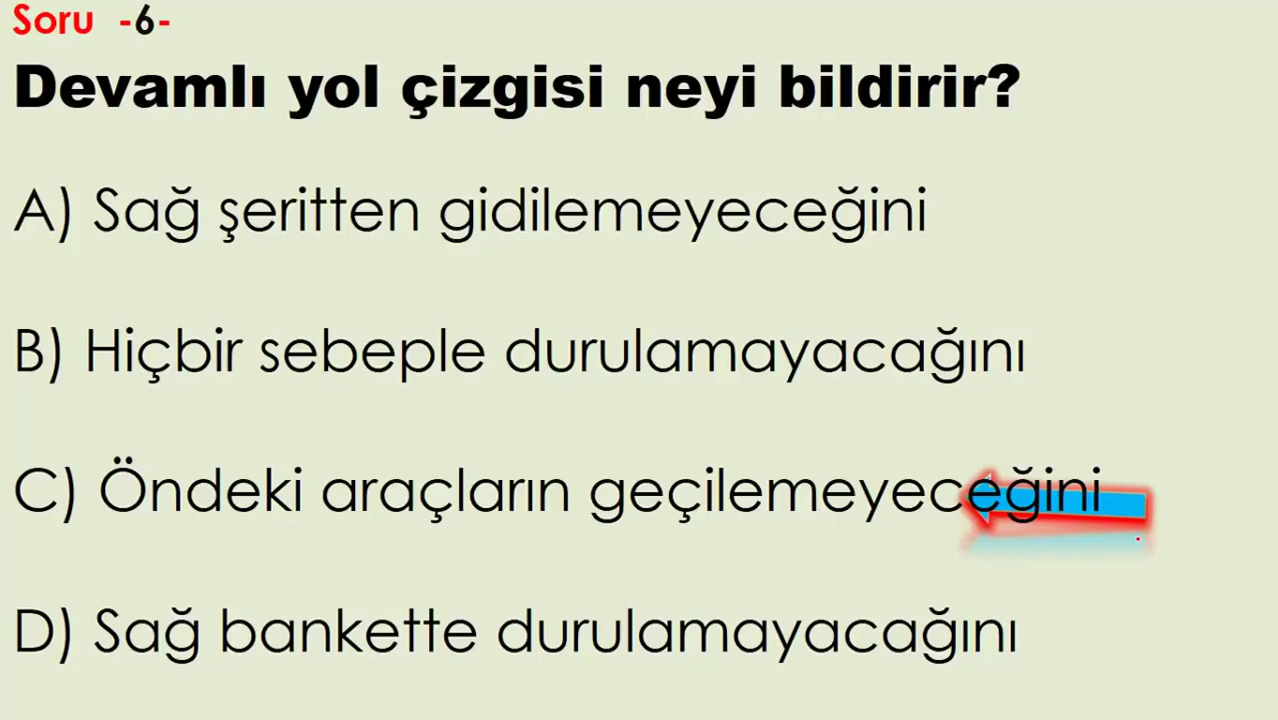 Soru -6-
Devamlı yol çizgisi neyi bildirir?
A) Sağ şeritten gidilemeyeceğini
B) Hiçbir sebeple durulamayacağını
C) Öndeki araçların geçilemeyeceğini
D) Sağ bankette durulamayacağını